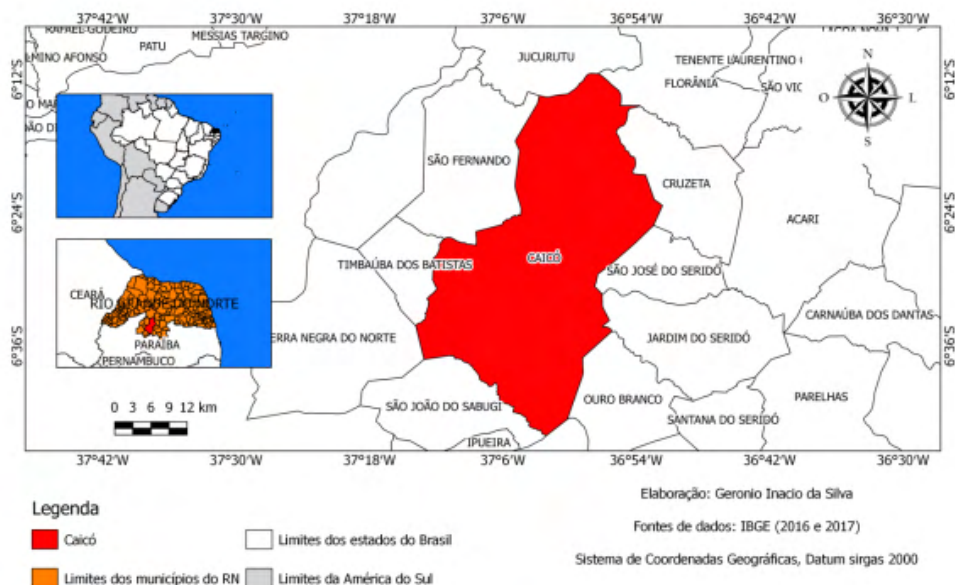 37°42'W 37°30'W 37°18'W 37°6'W 36°54'W 36°42'W 36°30'W
RAFAEL GODEIRO
MESSIAS TARGINO
PATU
LMINO AFONSO
JUCURUTU
TENENTE LAURENTINO C
FLORÂNIA
SÃO VIC
N
O L
S
6°12'S 6°12'S
SÃO FERNANDO
CRUZETA
6°24'S 6°24'S
ACARI
TIMBAÚBA DOS BATISTAS
CAICÓ
SÃO JOSÉ DO SERIDÓ
CEARÁ
RIO GRANDE DO NORTE
CARNAÚBA DOS DANTAS
ERRA NEGRA DO NORTE
JARDIM DO SERIDÓ
6°36'S 6°36'S
PARAÍBA
PERNAMBUCO
PARELHAS
OURO BRANCO
SÃO JOÃO DO SABUGI
SANTANA DO SERIDÓ
0 3 6 9 12 km
IPUEIRA
37°42'W 37°30'W 37°18'W 37°6'W 36°54'W 36°42'W 36°30'W
Legenda
Caicó
Limites dos estados do Brasil
Limites dos municípios do RN
Limites da América do Sul
Elaboração: Geronio Inacio da Silva
Fontes de dados: IBGE (2016 e 2017)
Sistema de Coordenadas Geográficas, Datum sirgas 2000